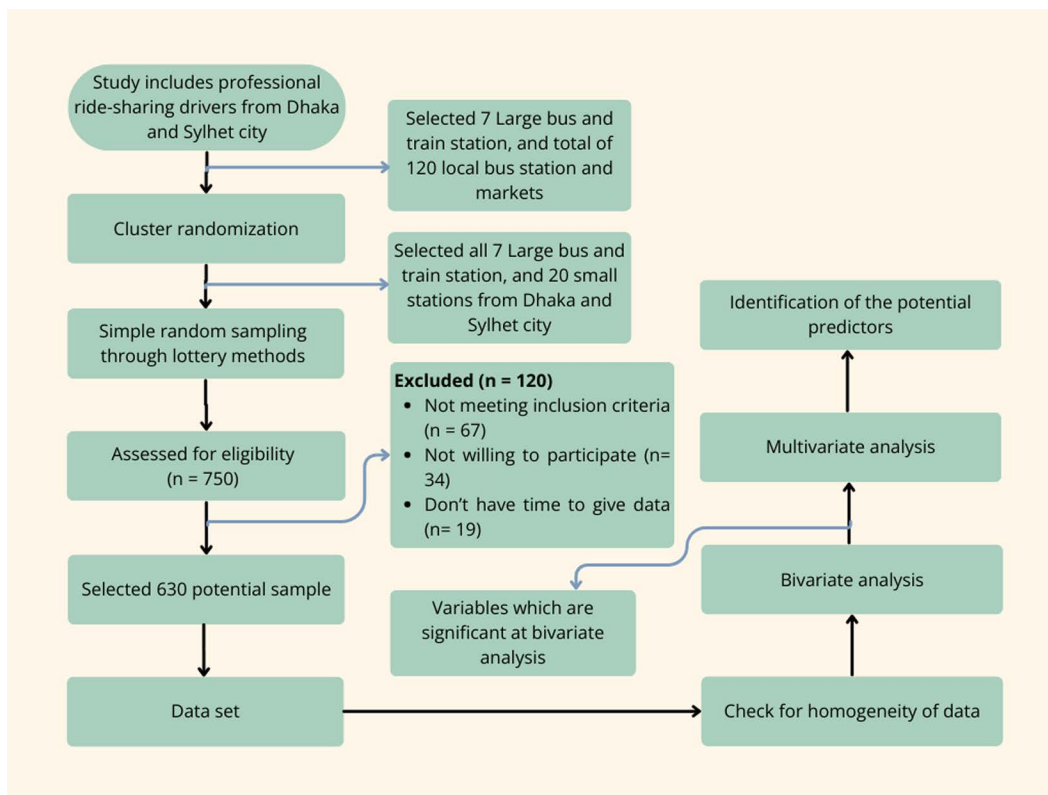 Study includes professional
ride-sharing drivers from Dhaka
and Sylhet city
Selected 7 Large bus and
train station, and total of
120 local bus station and
markets
Cluster randomization
Selected all 7 Large bus and
train station, and 20 small
stations from Dhaka and
Sylhet city
Simple random sampling
through lottery methods
Excluded (n = 120)
• Not meeting inclusion criteria
(n = 67)
• Not willing to participate (n=
34)
• Don’t have time to give data
(n= 19)
Assessed for eligibility
(n = 750)
Selected 630 potential sample
Variables which are
significant at bivariate
analysis
Data set
Check for homogeneity of data
Bivariate analysis
Multivariate analysis
Identification of the potential
predictors